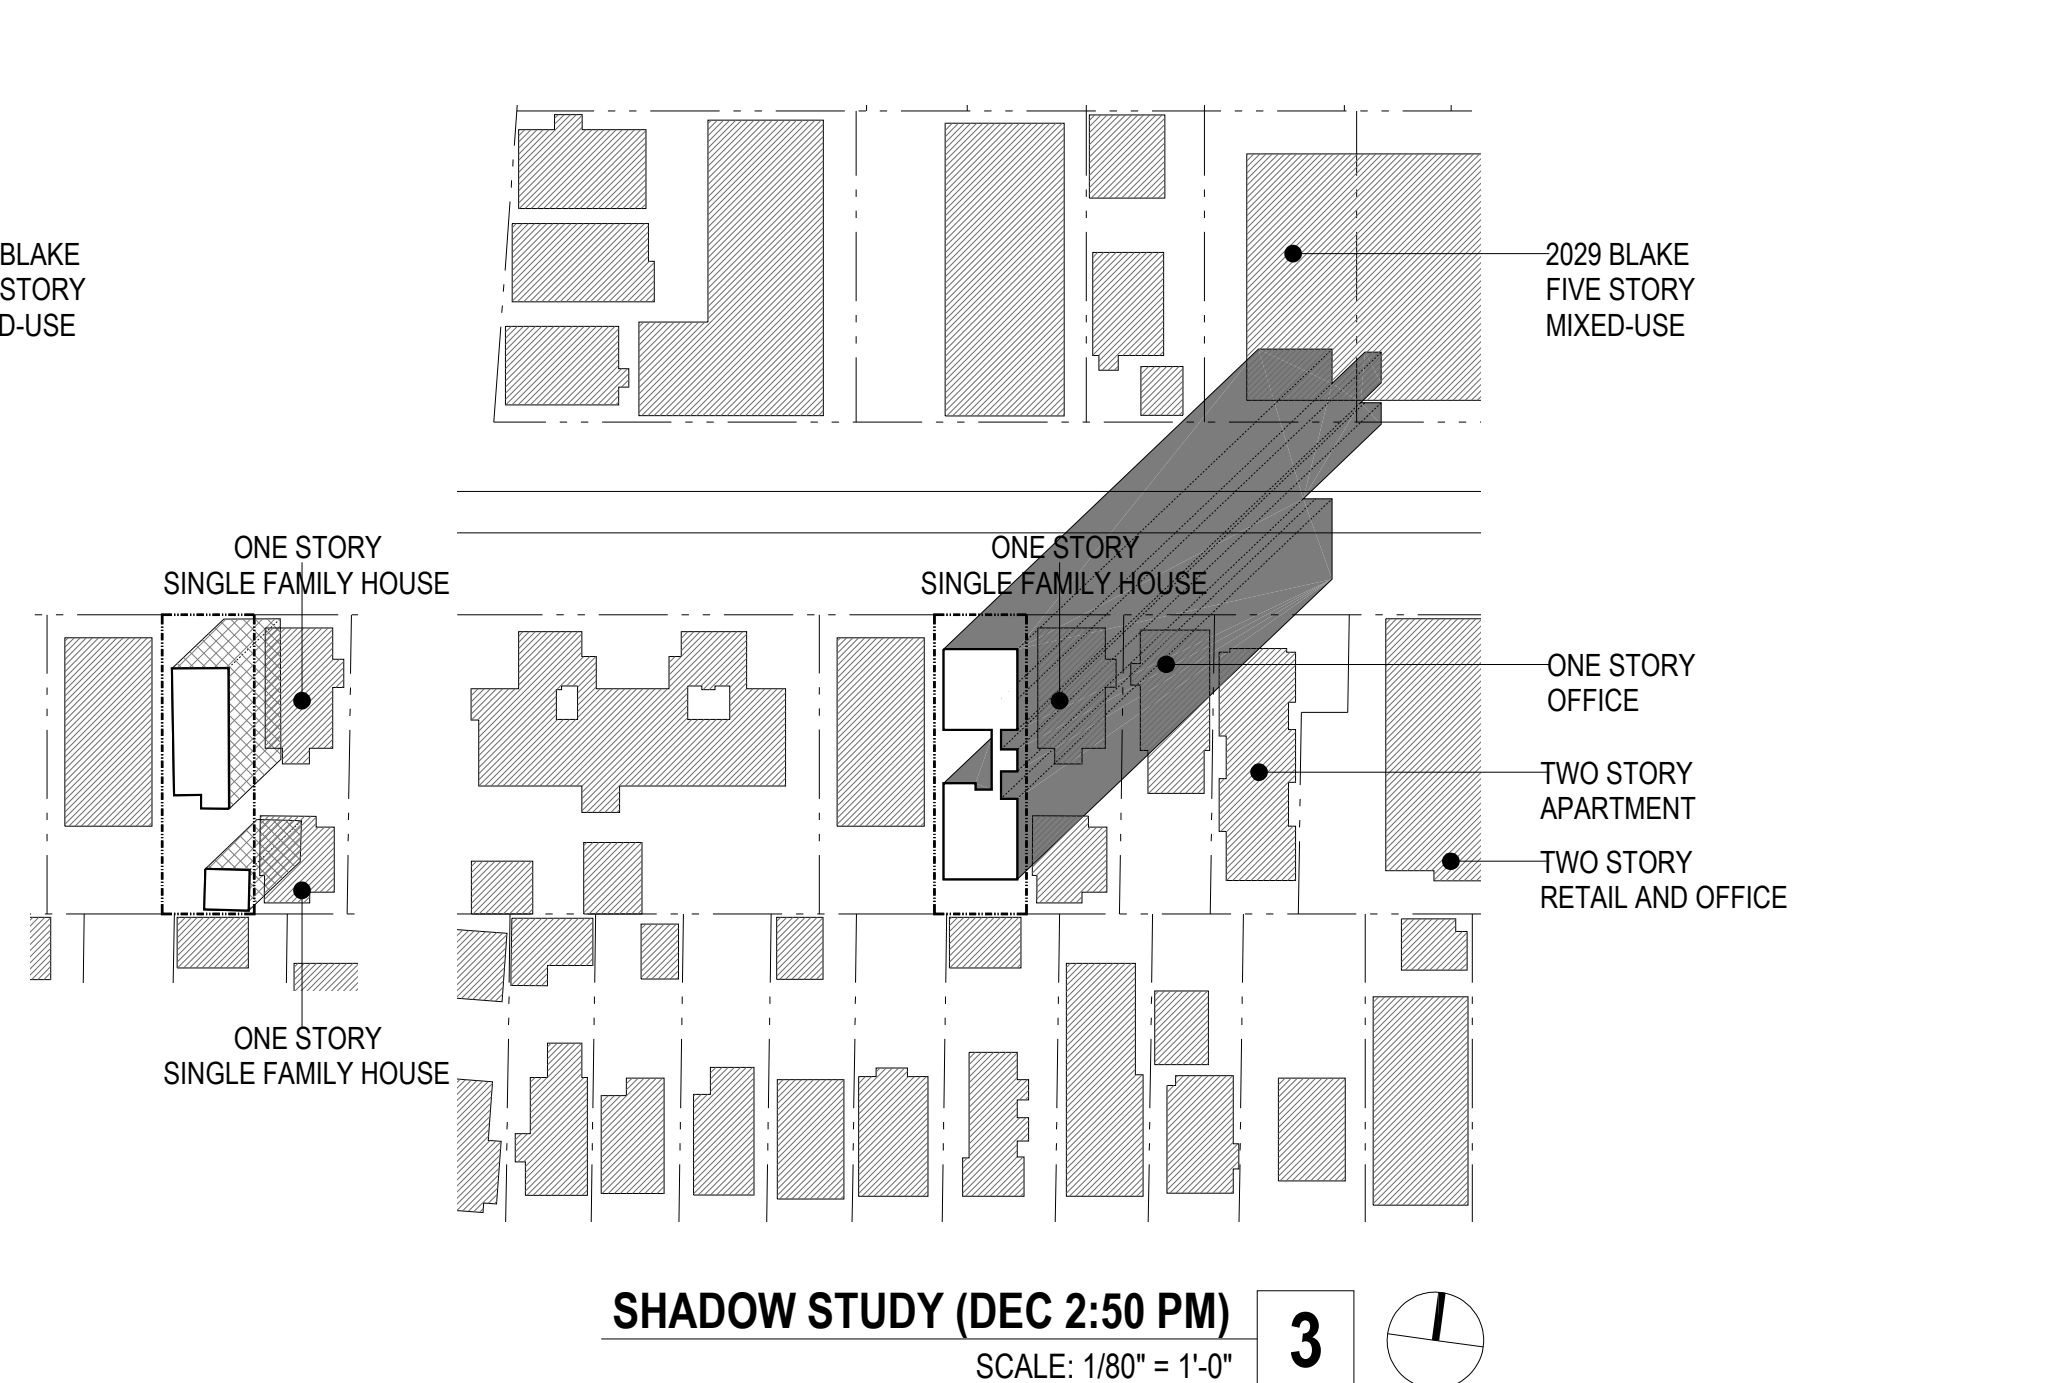 BLAKE
STORY
D-USE
2029 BLAKE
FIVE STORY
MIXED-USE
ONE STORY
SINGLE FAMILY HOUSE
ONE STORY
SINGLE FAMILY HOUSE
ONE STORY
OFFICE
TWO STORY
APARTMENT
TWO STORY
RETAIL AND OFFICE
ONE STORY
SINGLE FAMILY HOUSE
SHADOW STUDY (DEC 2:50 PM)
3
SCALE: 1/80" = 1'-0"